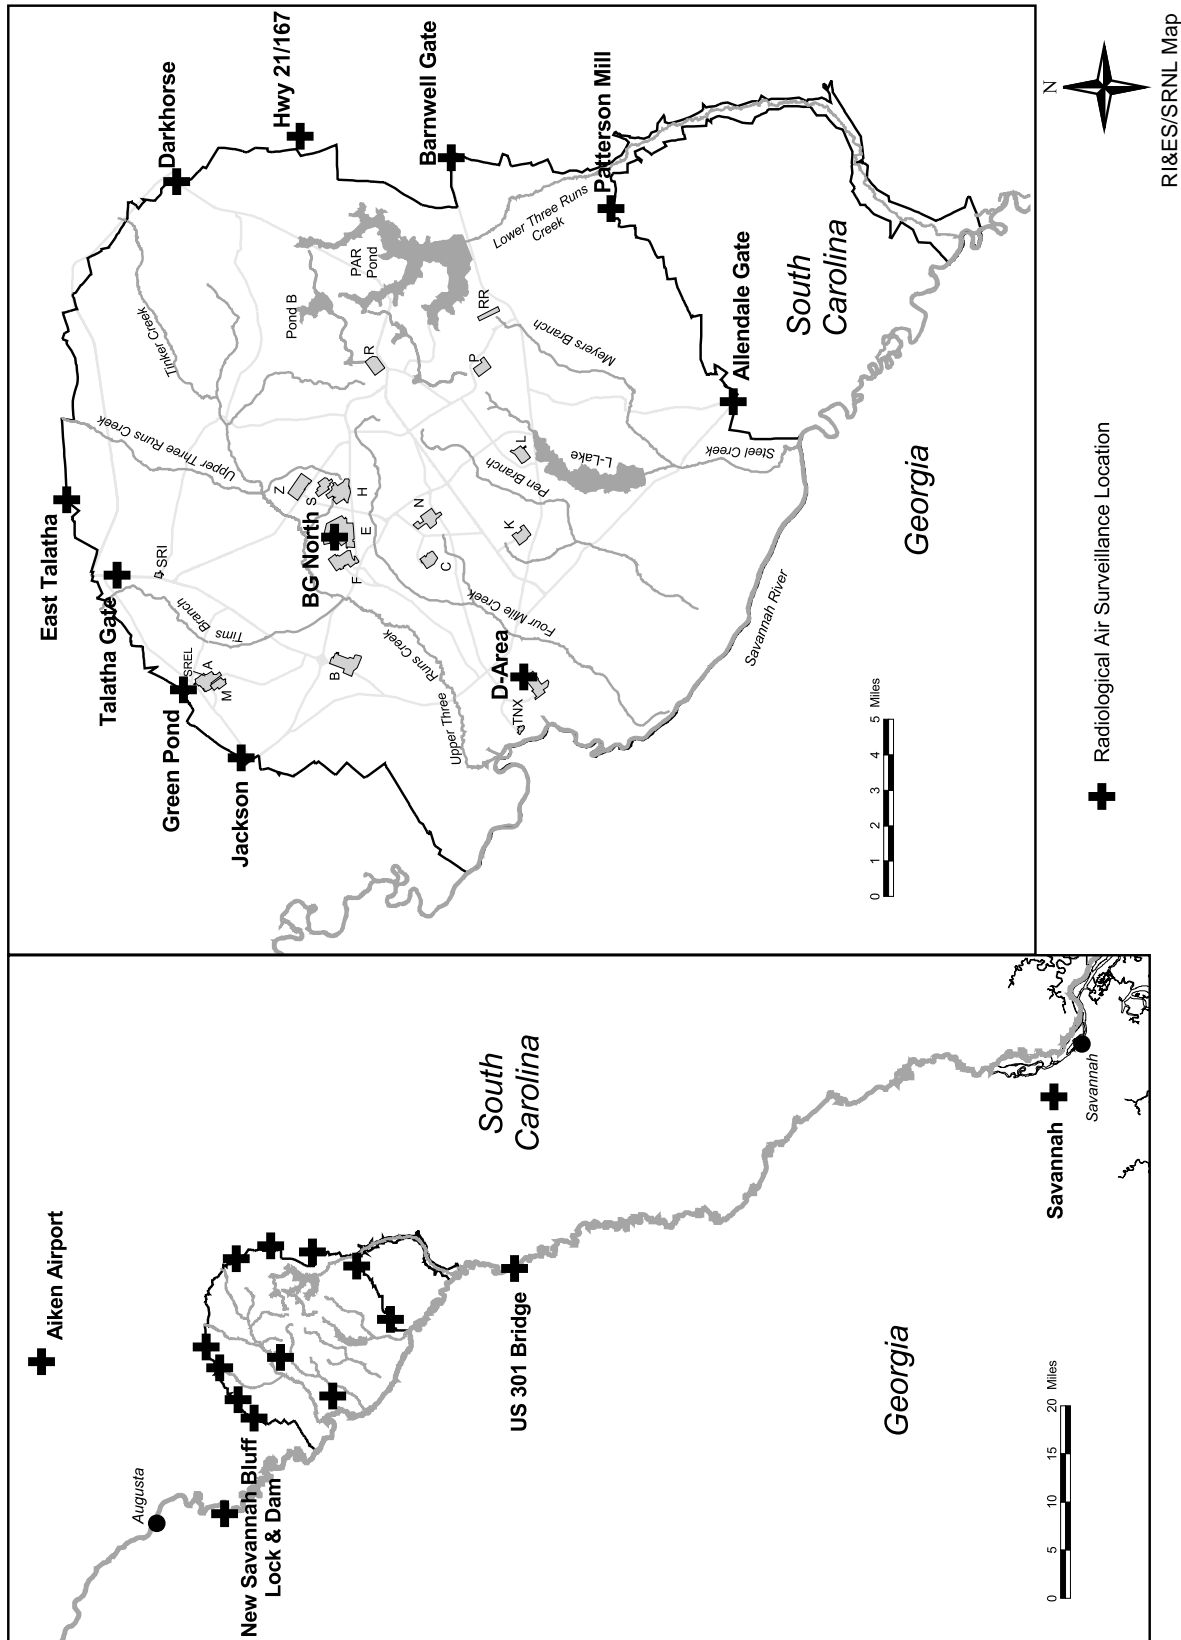 Aiken Airport
Augusta
New Savannah Bluff
Lock & Dam
US 301 Bridge
South
Carolina
Georgia
Savannah
Savannah
0 5 10 15 20 Miles
East Talatha
Talatha Gate
Green Pond
Jackson
Darkhorse
Hwy 21/167
Barnwell Gate
Patterson Mill
Allendale Gate
BG North
D-Area
Upper Three Runs Creek
Tinker Creek
Tims
Branch
SRI
SREL
A
M
B
Z
S
H
E
F
Pond B
PAR
Pond
R
P
RR
Lower Three Runs
Creek
Meyers Branch
L
L-Lake
Pen Branch
Steel Creek
N
C
K
Four Mile Creek
Upper Three
Runs Creek
TNX
Savannah River
South
Carolina
Georgia
0 1 2 3 4 5 Miles
Radiological Air Surveillance Location
N
RI&ES/SRNL Map